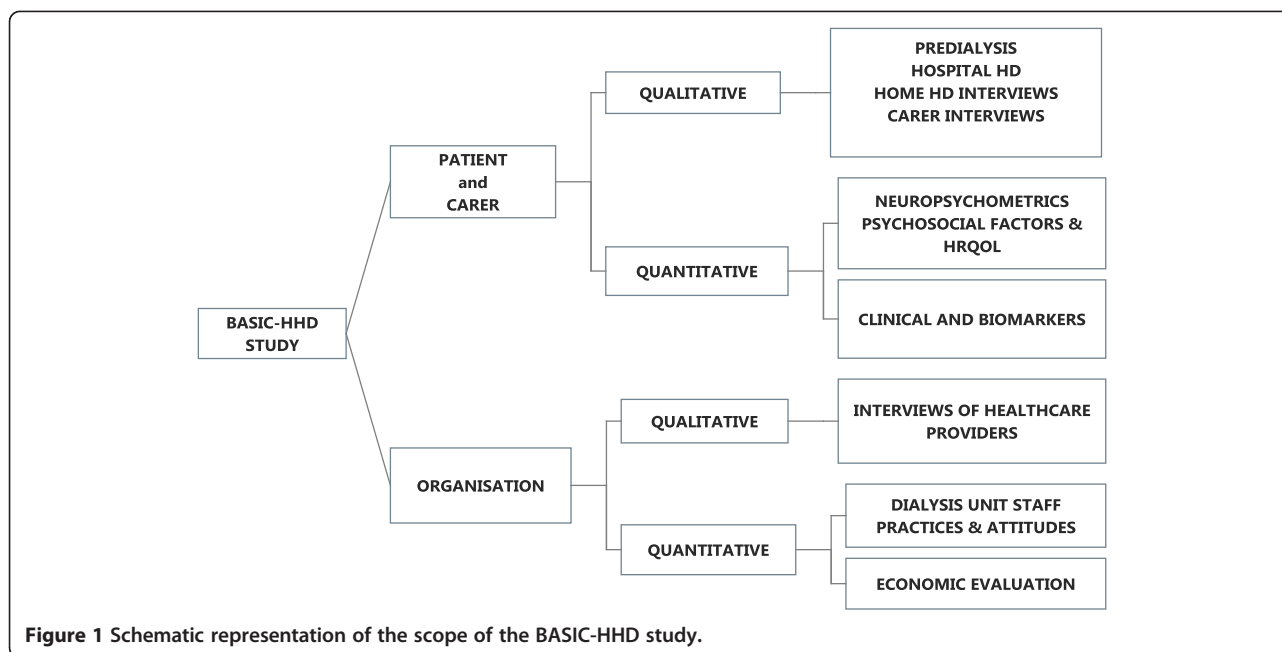 BASIC-HHD
STUDY
PATIENT
and
CARER
QUALITATIVE
PREDIALYSIS
HOSPITAL HD
HOME HD INTERVIEWS
CARER INTERVIEWS
QUANTITATIVE
NEUROPSYCHOMETRICS
PSYCHOSOCIAL FACTORS &
HRQOL
CLINICAL AND BIOMARKERS
ORGANISATION
QUALITATIVE
INTERVIEWS OF HEALTHCARE
PROVIDERS
QUANTITATIVE
DIALYSIS UNIT STAFF
PRACTICES & ATTITUDES
ECONOMIC EVALUATION
Figure 1 Schematic representation of the scope of the BASIC-HHD study.